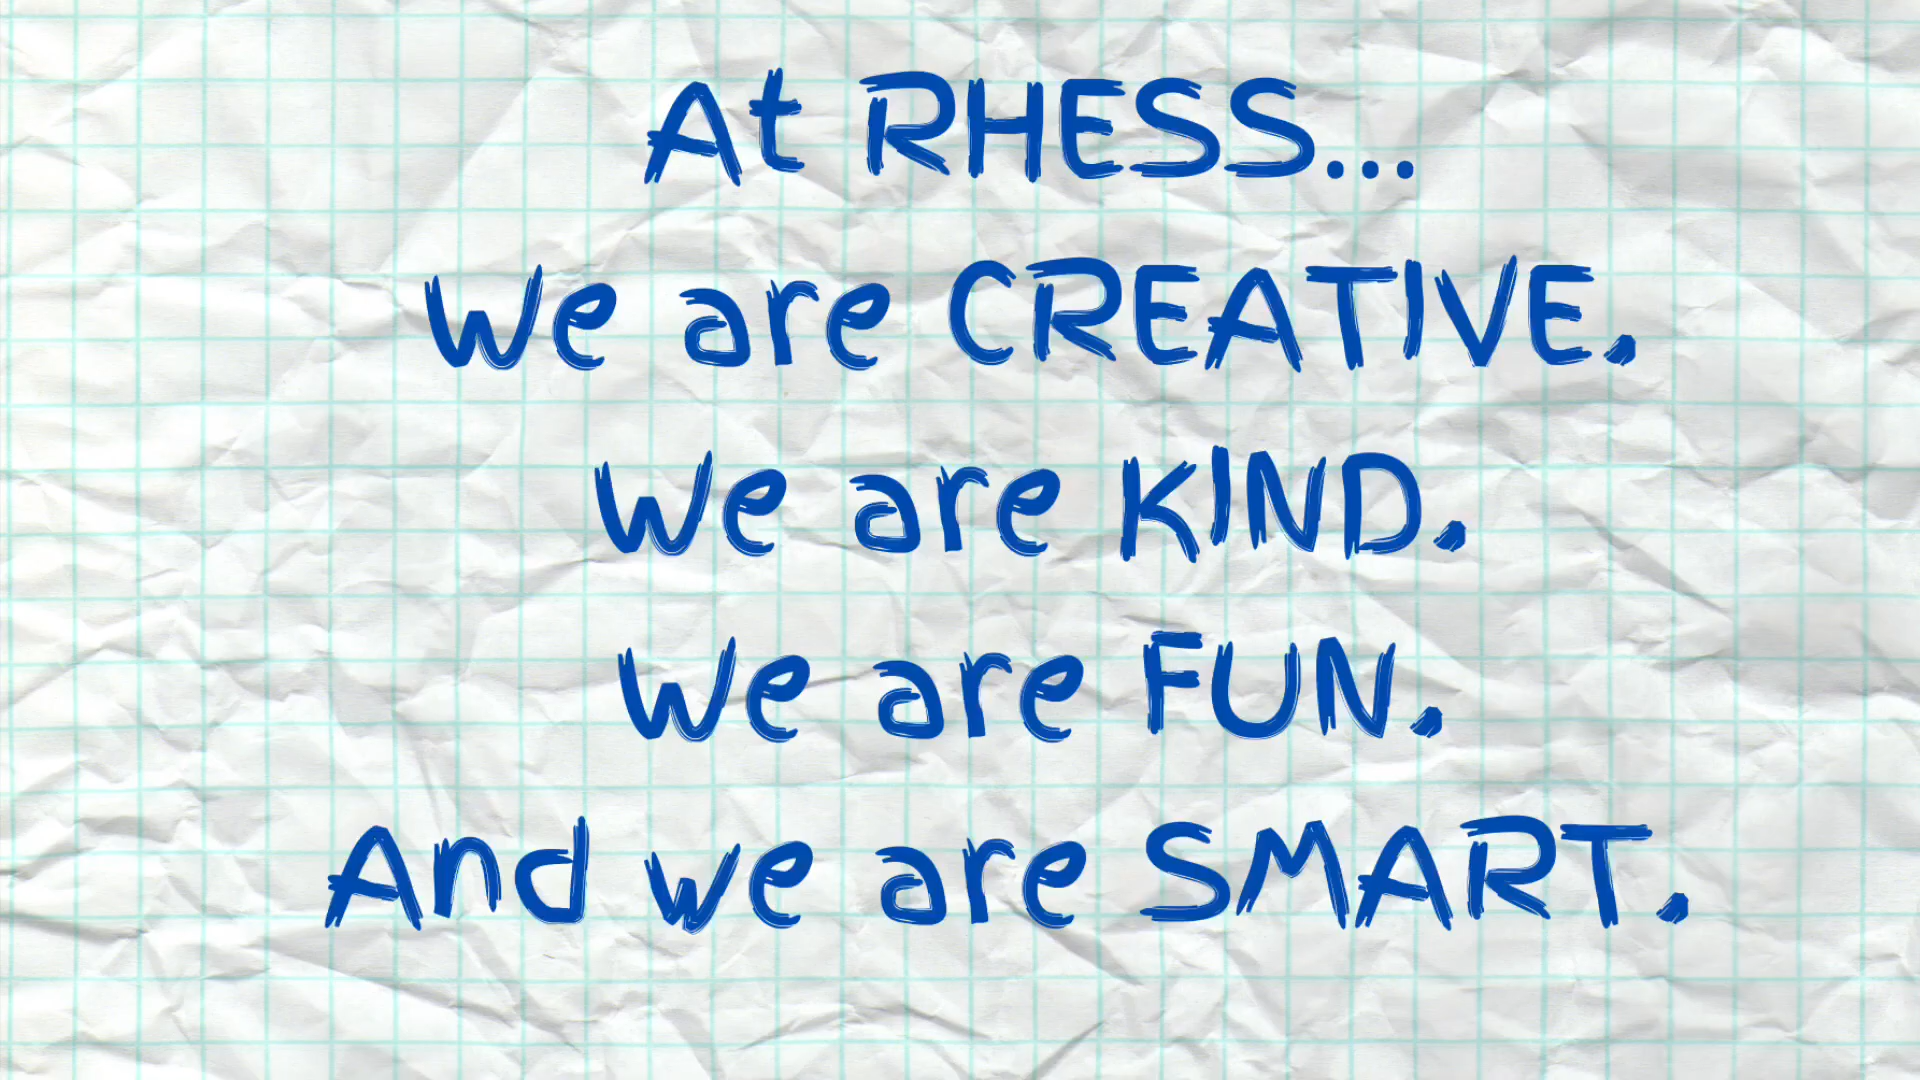 At RHESS...
We are CREATIVE.
We are KIND.
We are FUN.
And we are SMART.